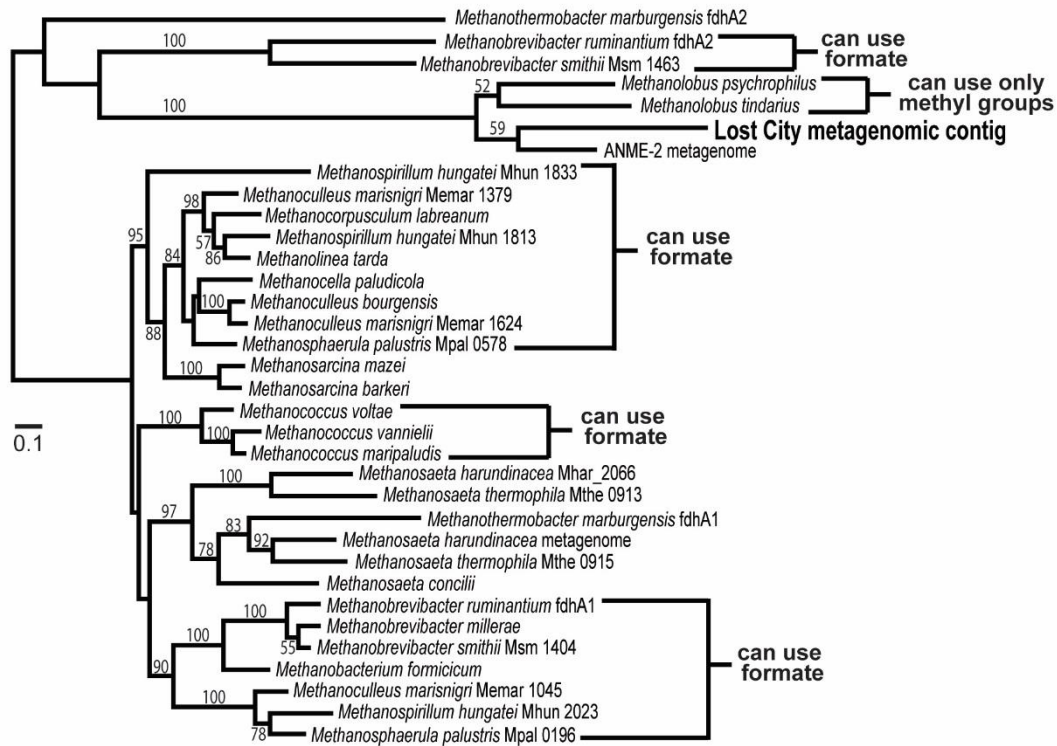 Methanothermobacter marburgensis fdhA2
100
Methanobrevibacter ruminantium fdhA2
Methanobrevibacter smithii Msm 1463
can use
formate
100
52
Methanolobus psychrophilus
Methanolobus tindarius
can use only
methyl groups
59
Lost City metagenomic contig
ANME-2 metagenome
Methanospirillum hungatei Mhun 1833
98
Methanoculleus marisnigri Memar 1379
Methanocorpusculum labreanum
95
57
Methanospirillum hungatei Mhun 1813
86
Methanolinea tarda
can use
formate
84
Methanocella paludicola
100
Methanoculleus bourgensis
Methanoculleus marisnigri Memar 1624
88
Methanosphaerula palustris Mpal 0578
100
Methanosarcina mazei
Methanosarcina barkeri
100
Methanococcus voltae
100
Methanococcus vannielii
Methanococcus maripaludis
can use
formate
0.1
100
Methanosaeta harundinacea Mhar_2066
Methanosaeta thermophila Mthe 0913
97
83
Methanothermobacter marburgensis fdhA1
92
Methanosaeta harundinacea metagenome
Methanosaeta thermophila Mthe 0915
78
Methanosaeta concilii
100
Methanobrevibacter ruminantium fdhA1
Methanobrevibacter millerae
100
55
Methanobrevibacter smithii Msm 1404
90
Methanobacterium formicicum
can use
formate
100
Methanoculleus marisnigri Memar 1045
Methanospirillum hungatei Mhun 2023
78
Methanosphaerula palustris Mpal 0196